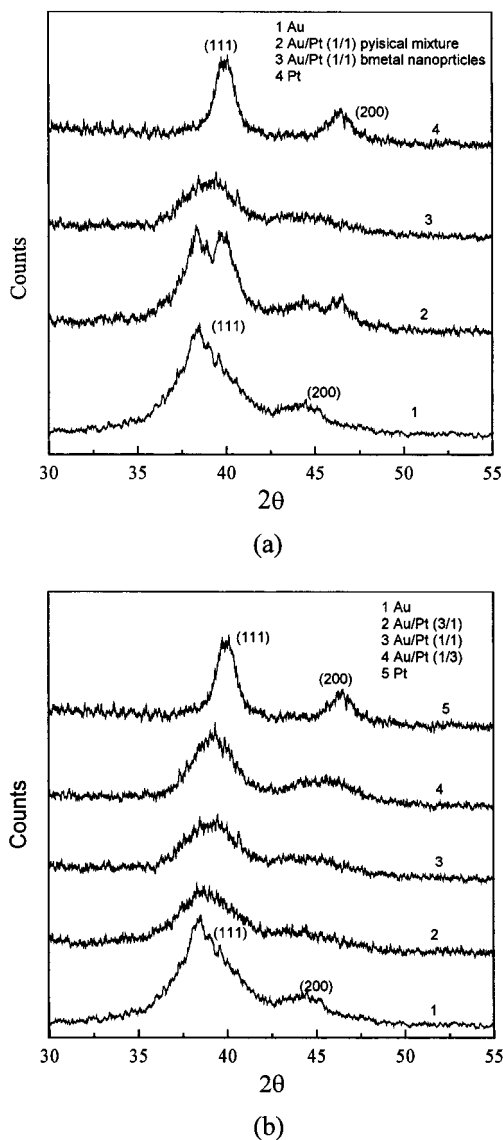 1 Au
2 Au/Pt (1/1) pyisical mixture
3 Au/Pt (1/1) bmetal nanoprticles
4 Pt
(111)
(200)
4
3
2
(111)
(200)
1
Counts
30 35 40 45 50 55
2θ
(a)
1 Au
2 Au/Pt (3/1)
3 Au/Pt (1/1)
4 Au/Pt (1/3)
5 Pt
(111)
(200)
5
4
3
2
(111)
(200)
1
Counts
30 35 40 45 50 55
2θ
(b)